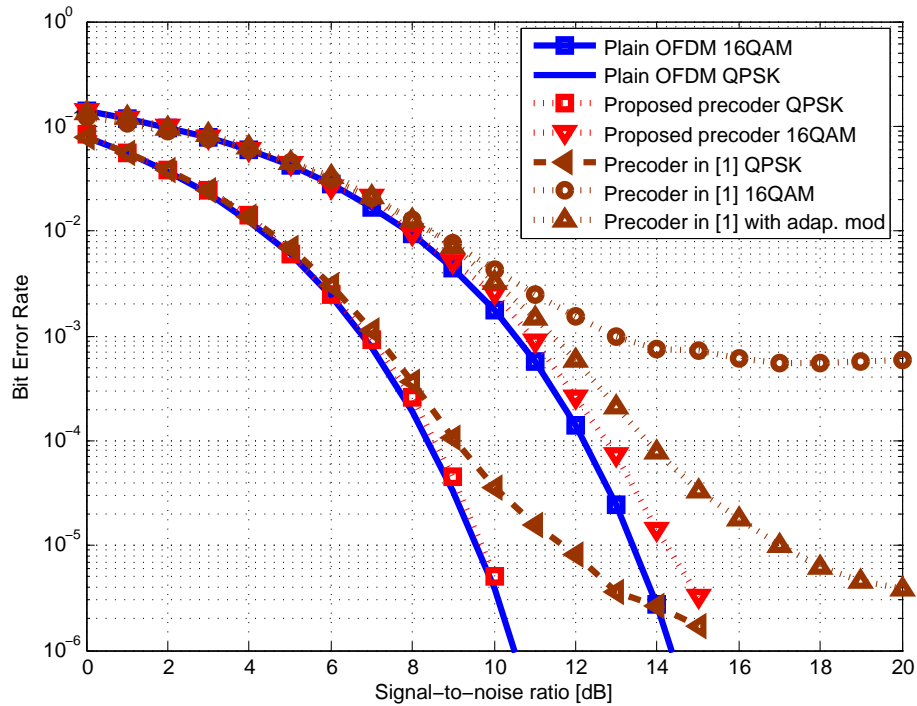 10^0
10^-1
10^-2
10^-3
10^-4
10^-5
10^-6
Bit Error Rate
Plain OFDM 16QAM
Plain OFDM QPSK
Proposed precoder QPSK
Proposed precoder 16QAM
Precoder in [1] QPSK
Precoder in [1] 16QAM
Precoder in [1] with adap. mod
0 2 4 6 8 10 12 14 16 18 20
Signal-to-noise ratio [dB]